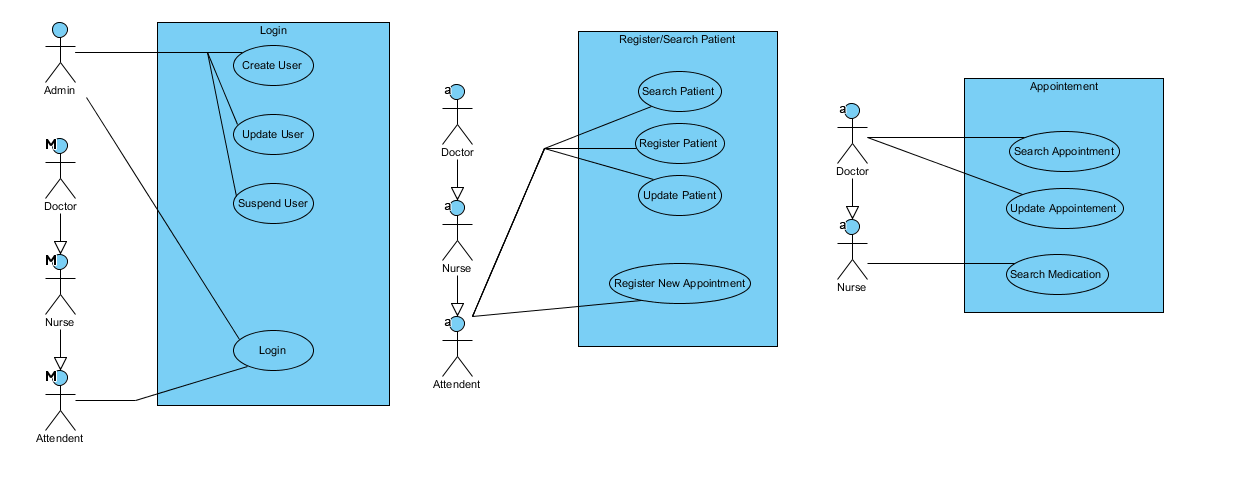 Login
Create User
Update User
Suspend User
Login
Admin
M
Doctor
M
Nurse
M
Attendent
Register/Search Patient
Search Patient
Register Patient
Update Patient
Register New Appointment
a
Doctor
a
Nurse
a
Attendent
Appointement
Search Appointment
Update Appointement
Search Medication
a
Doctor
a
Nurse